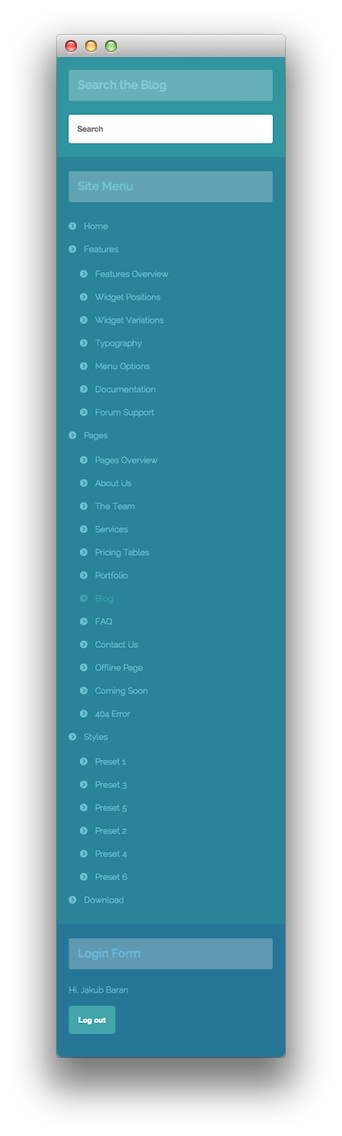 Search the Blog
Search
Site Menu
Home
Features
Features Overview
Widget Positions
Widget Variations
Typography
Menu Options
Documentation
Forum Support
Pages
Pages Overview
About Us
The Team
Services
Pricing Tables
Portfolio
Blog
FAQ
Contact Us
Offline Page
Coming Soon
404 Error
Styles
Preset 1
Preset 3
Preset 5
Preset 2
Preset 4
Preset 6
Download
Login Form
Hi, Jakub Baran
Log out